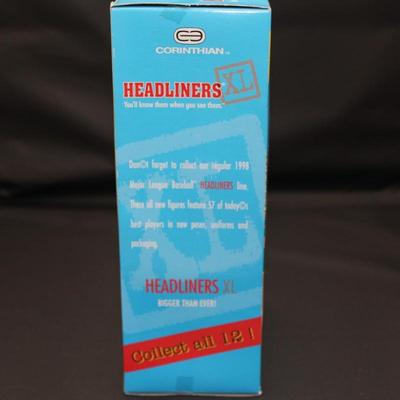 CORINTHIAN™
HEADLINERS XL
You'll know them when you see them.™
Don©t forget to collect our regular 1998
Major League Baseball® HEADLINERS line.
These all new figures feature 57 of today©s
best players in new poses, uniforms and
packaging.
HEADLINERS XL
BIGGER THAN EVER!
Collect all 12!